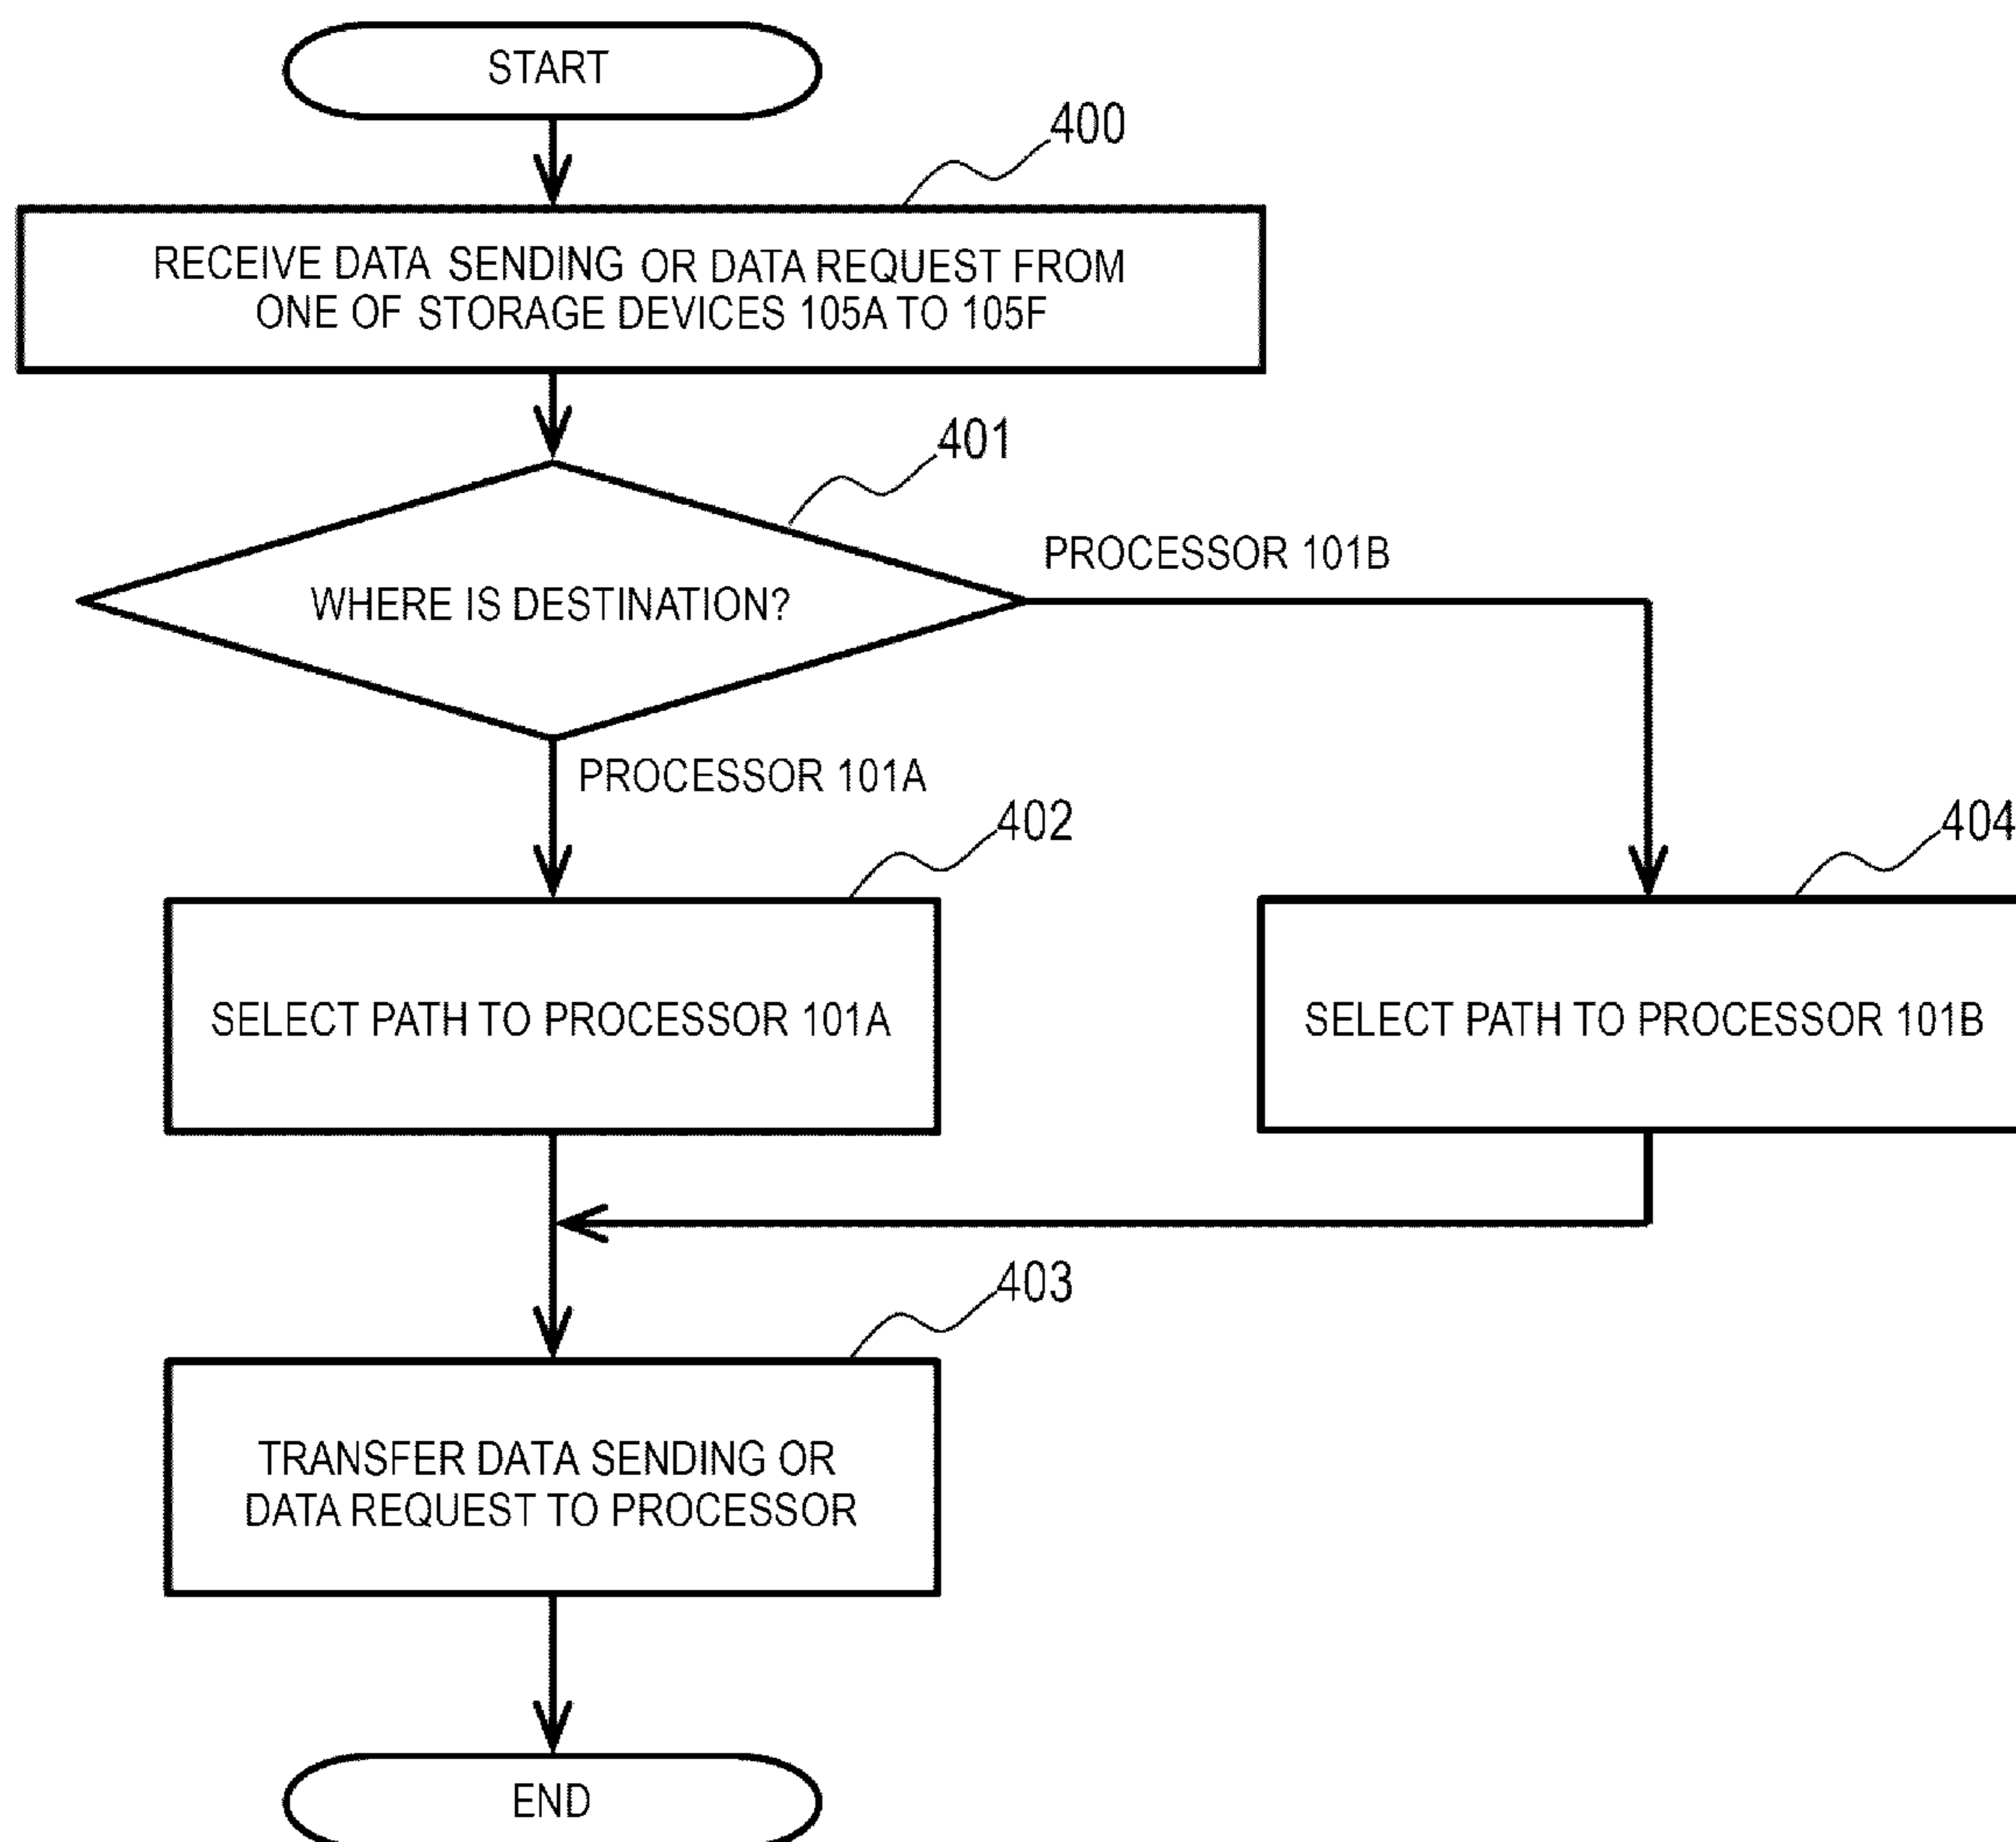 START
400
RECEIVE DATA SENDING OR DATA REQUEST FROM
ONE OF STORAGE DEVICES 105A TO 105F
401
PROCESSOR 101B
WHERE IS DESTINATION?
PROCESSOR 101A
402
404
SELECT PATH TO PROCESSOR 101A
SELECT PATH TO PROCESSOR 101B
403
TRANSFER DATA SENDING OR
DATA REQUEST TO PROCESSOR
END